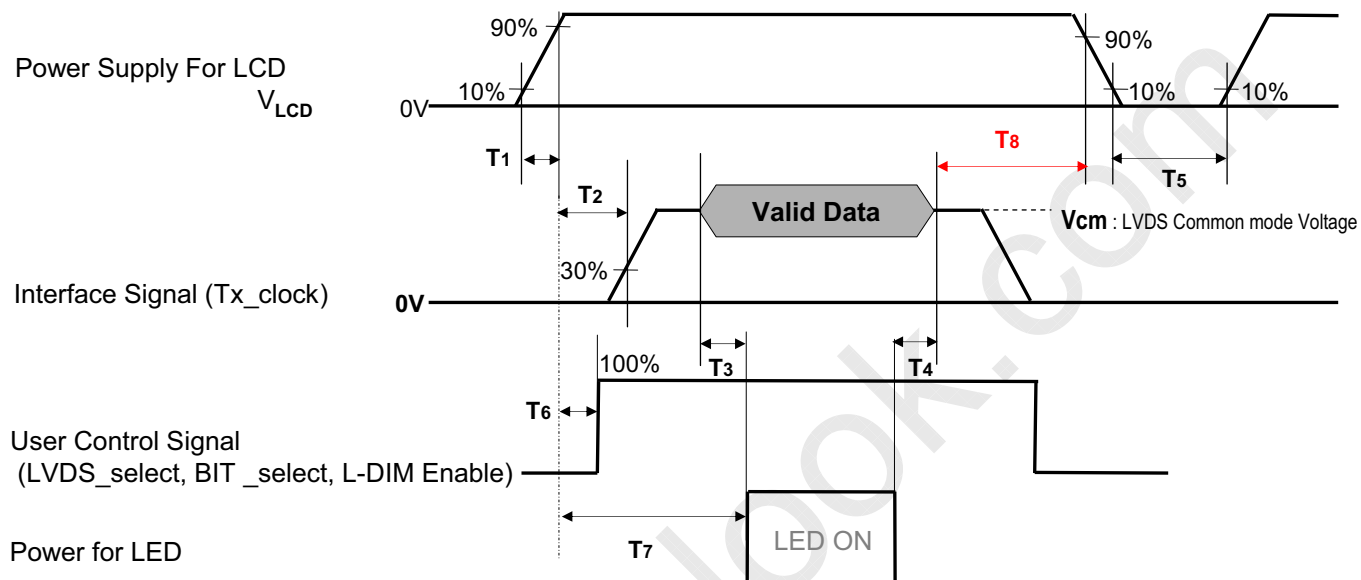 90%
90%
Power Supply For LCD
VLCD
10%
10%
10%
0V
T1
T8
T5
T2
Valid Data
Vcm : LVDS Common mode Voltage
30%
Interface Signal (Tx_clock)
0V
T3
T4
100%
T6
User Control Signal
(LVDS_select, BIT _select, L-DIM Enable)
T7
LED ON
Power for LED
look.com